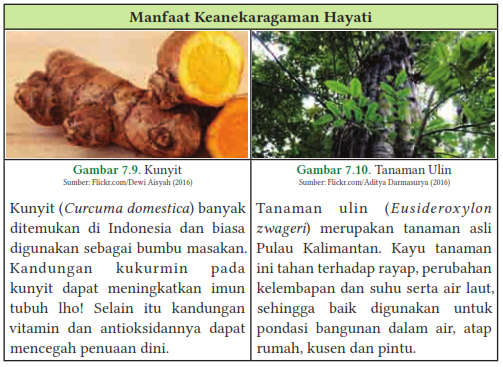 Manfaat Keanekaragaman Hayati
Gambar 7.9. Kunyit
Sumber: Flickr.com/Dewi Aisyah (2016)
Kunyit (Curcuma domestica) banyak
ditemukan di Indonesia dan biasa
digunakan sebagai bumbu masakan.
Kandungan kukurmin pada
kunyit dapat meningkatkan imun
tubuh lho! Selain itu kandungan
vitamin dan antioksidannya dapat
mencegah penuaan dini.
Gambar 7.10. Tanaman Ulin
Sumber: Flickr.com/Aditya Darmasurya (2016)
Tanaman ulin (Eusideroxylon
zwageri) merupakan tanaman asli
Pulau Kalimantan. Kayu tanaman
ini tahan terhadap rayap, perubahan
kelembapan dan suhu serta air laut,
sehingga baik digunakan untuk
pondasi bangunan dalam air, atap
rumah, kusen dan pintu.